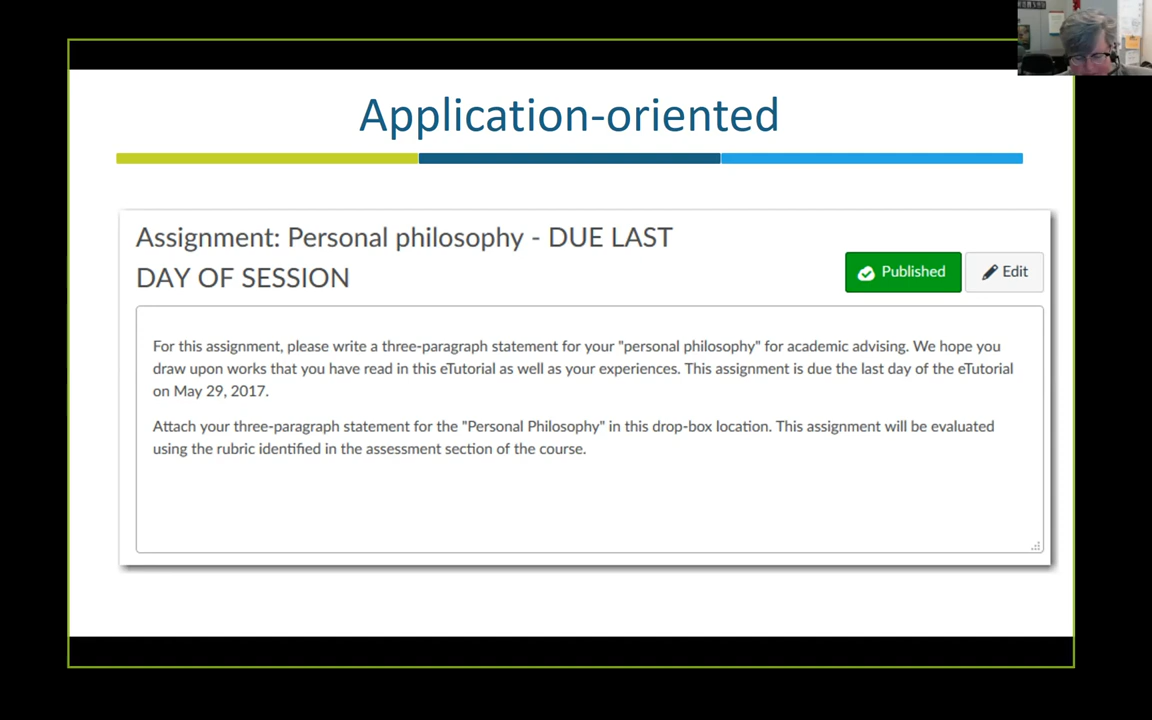 Application-oriented
Assignment: Personal philosophy - DUE LAST
DAY OF SESSION
Published
Edit
For this assignment, please write a three-paragraph statement for your "personal philosophy" for academic advising. We hope you
draw upon works that you have read in this eTutorial as well as your experiences. This assignment is due the last day of the eTutorial
on May 29, 2017.
Attach your three-paragraph statement for the "Personal Philosophy" in this drop-box location. This assignment will be evaluated
using the rubric identified in the assessment section of the course.